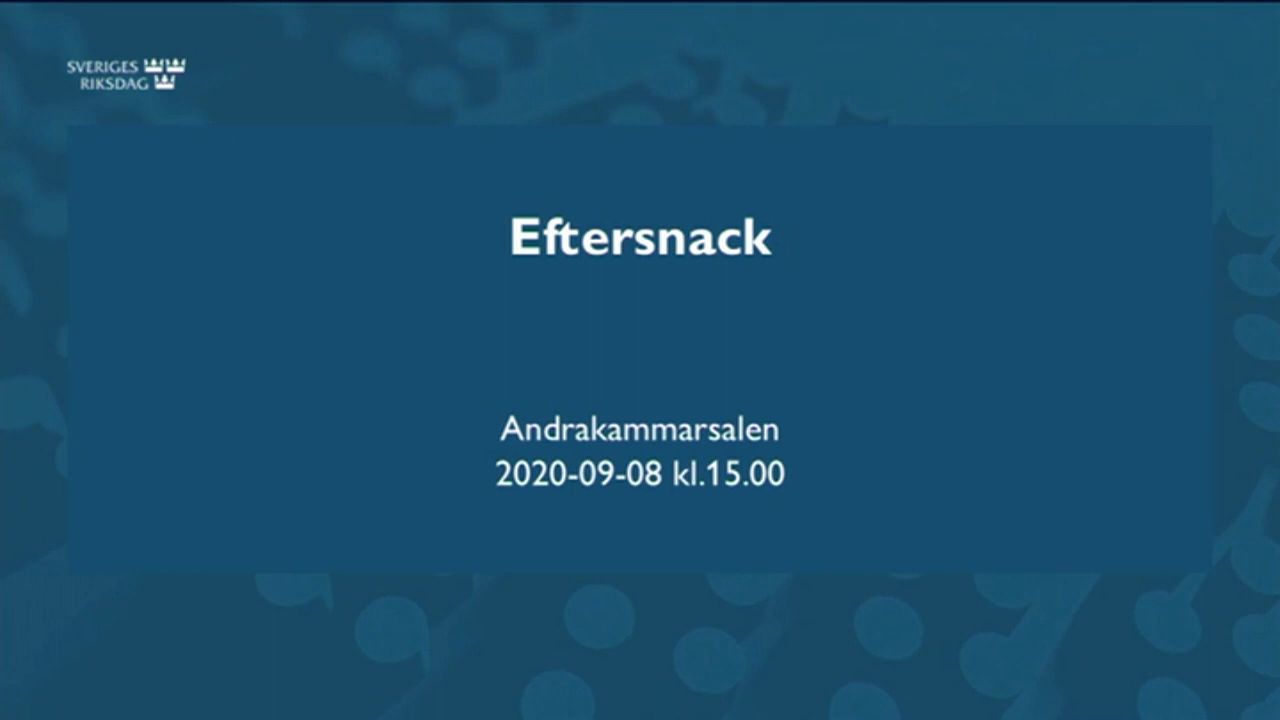 SVERIGES
RIKSDAG
Eftersnack
Andrakammarsalen
2020-09-08 kl.15.00